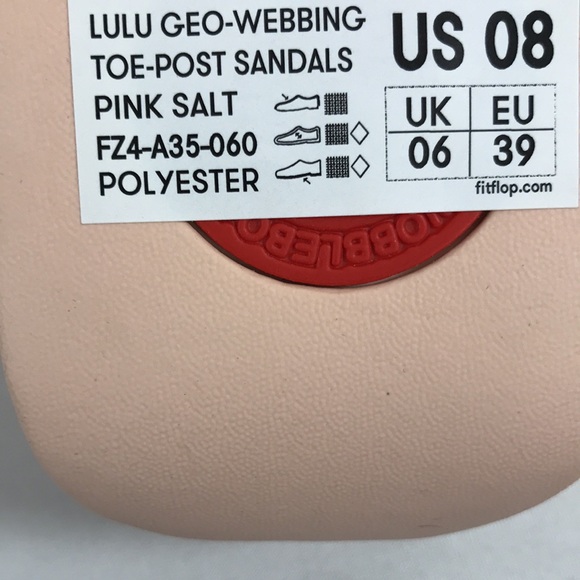 LULU GEO-WEBBING
TOE-POST SANDALS
PINK SALT
FZ4-A35-060
POLYESTER
US 08
UK EU
06 39
fitflop.com